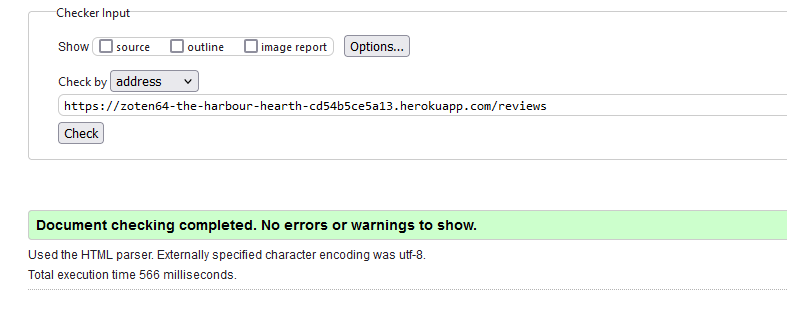 Checker Input
Show source outline image report Options...
Check by address
https://zoten64-the-harbour-hearth-cd54b5ce5a13.herokuapp.com/reviews
Check
Document checking completed. No errors or warnings to show.
Used the HTML parser. Externally specified character encoding was utf-8.
Total execution time 566 milliseconds.